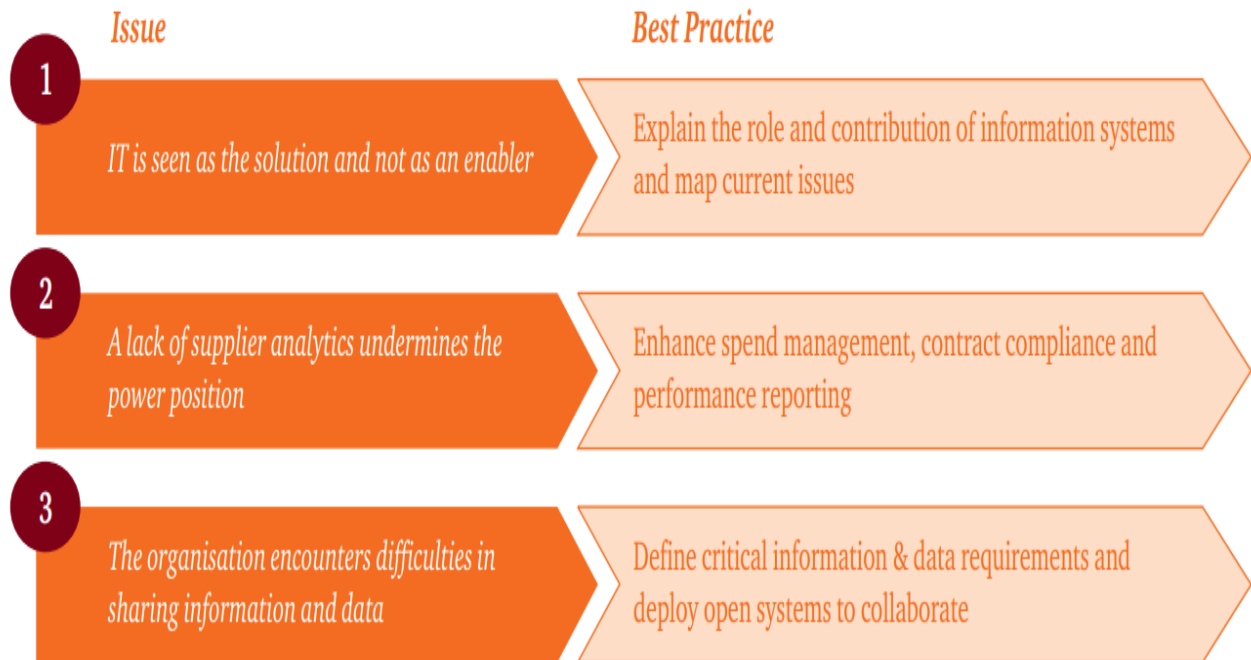 Issue
Best Practice
1
IT is seen as the solution and not as an enabler
Explain the role and contribution of information systems
and map current issues
2
A lack of supplier analytics undermines the
power position
Enhance spend management, contract compliance and
performance reporting
3
The organisation encounters difficulties in
sharing information and data
Define critical information & data requirements and
deploy open systems to collaborate